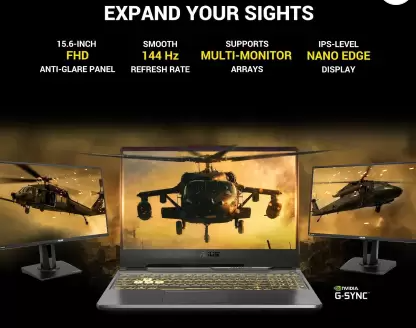 EXPAND YOUR SIGHTS
15.6-INCH
FHD
ANTI-GLARE PANEL
SMOOTH
144 Hz
REFRESH RATE
SUPPORTS
MULTI-MONITOR
ARRAYS
IPS-LEVEL
NANO EDGE
DISPLAY
NVIDIA
G-SYNC